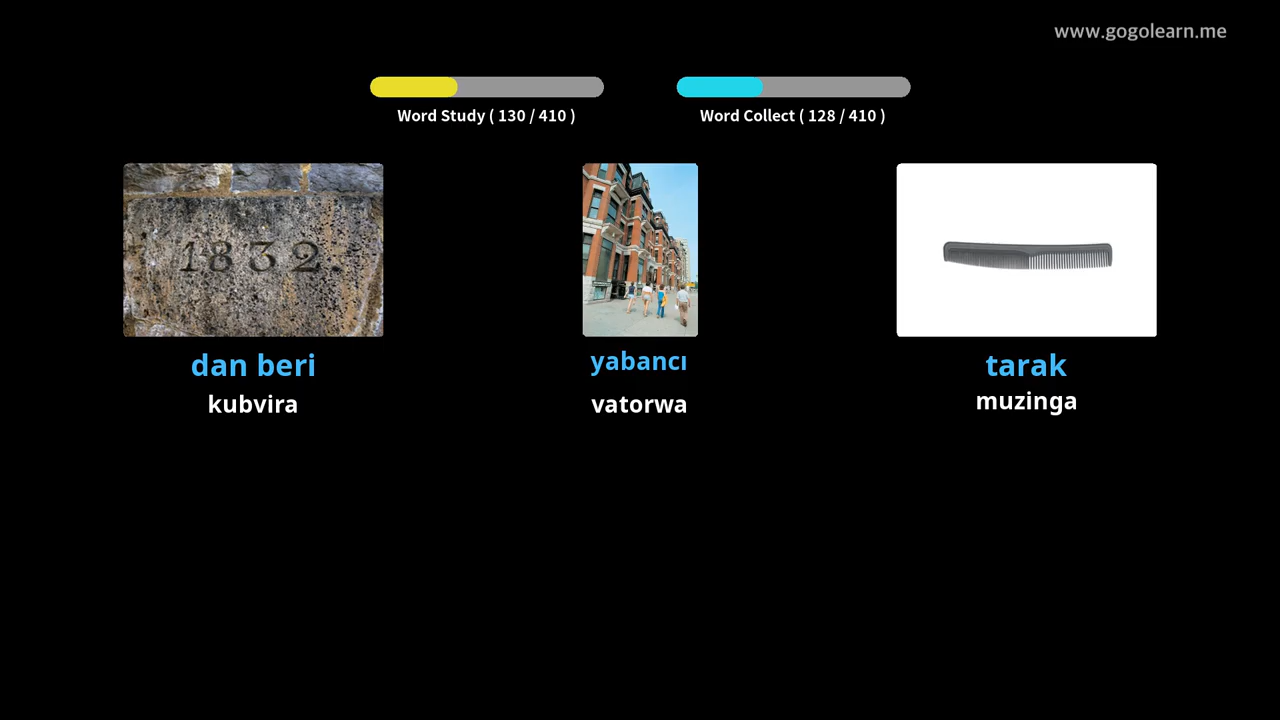 www.gogolearn.me
Word Study ( 130 / 410 )
Word Collect ( 128 / 410 )
1832.
dan beri
yabancı
tarak
kubvira
vatorwa
muzinga